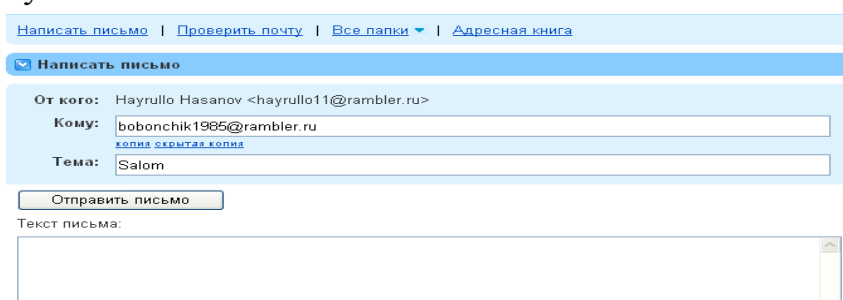 Написать письмо | Проверить почту | Все папки | Адресная книга
Написать письмо
От кого: Hayrullo Hasanov <hayrullo11@rambler.ru>
Кому: bobonchik1985@rambler.ru
копия скрытая копия
Тема: Salom
Отправить письмо
Текст письма: